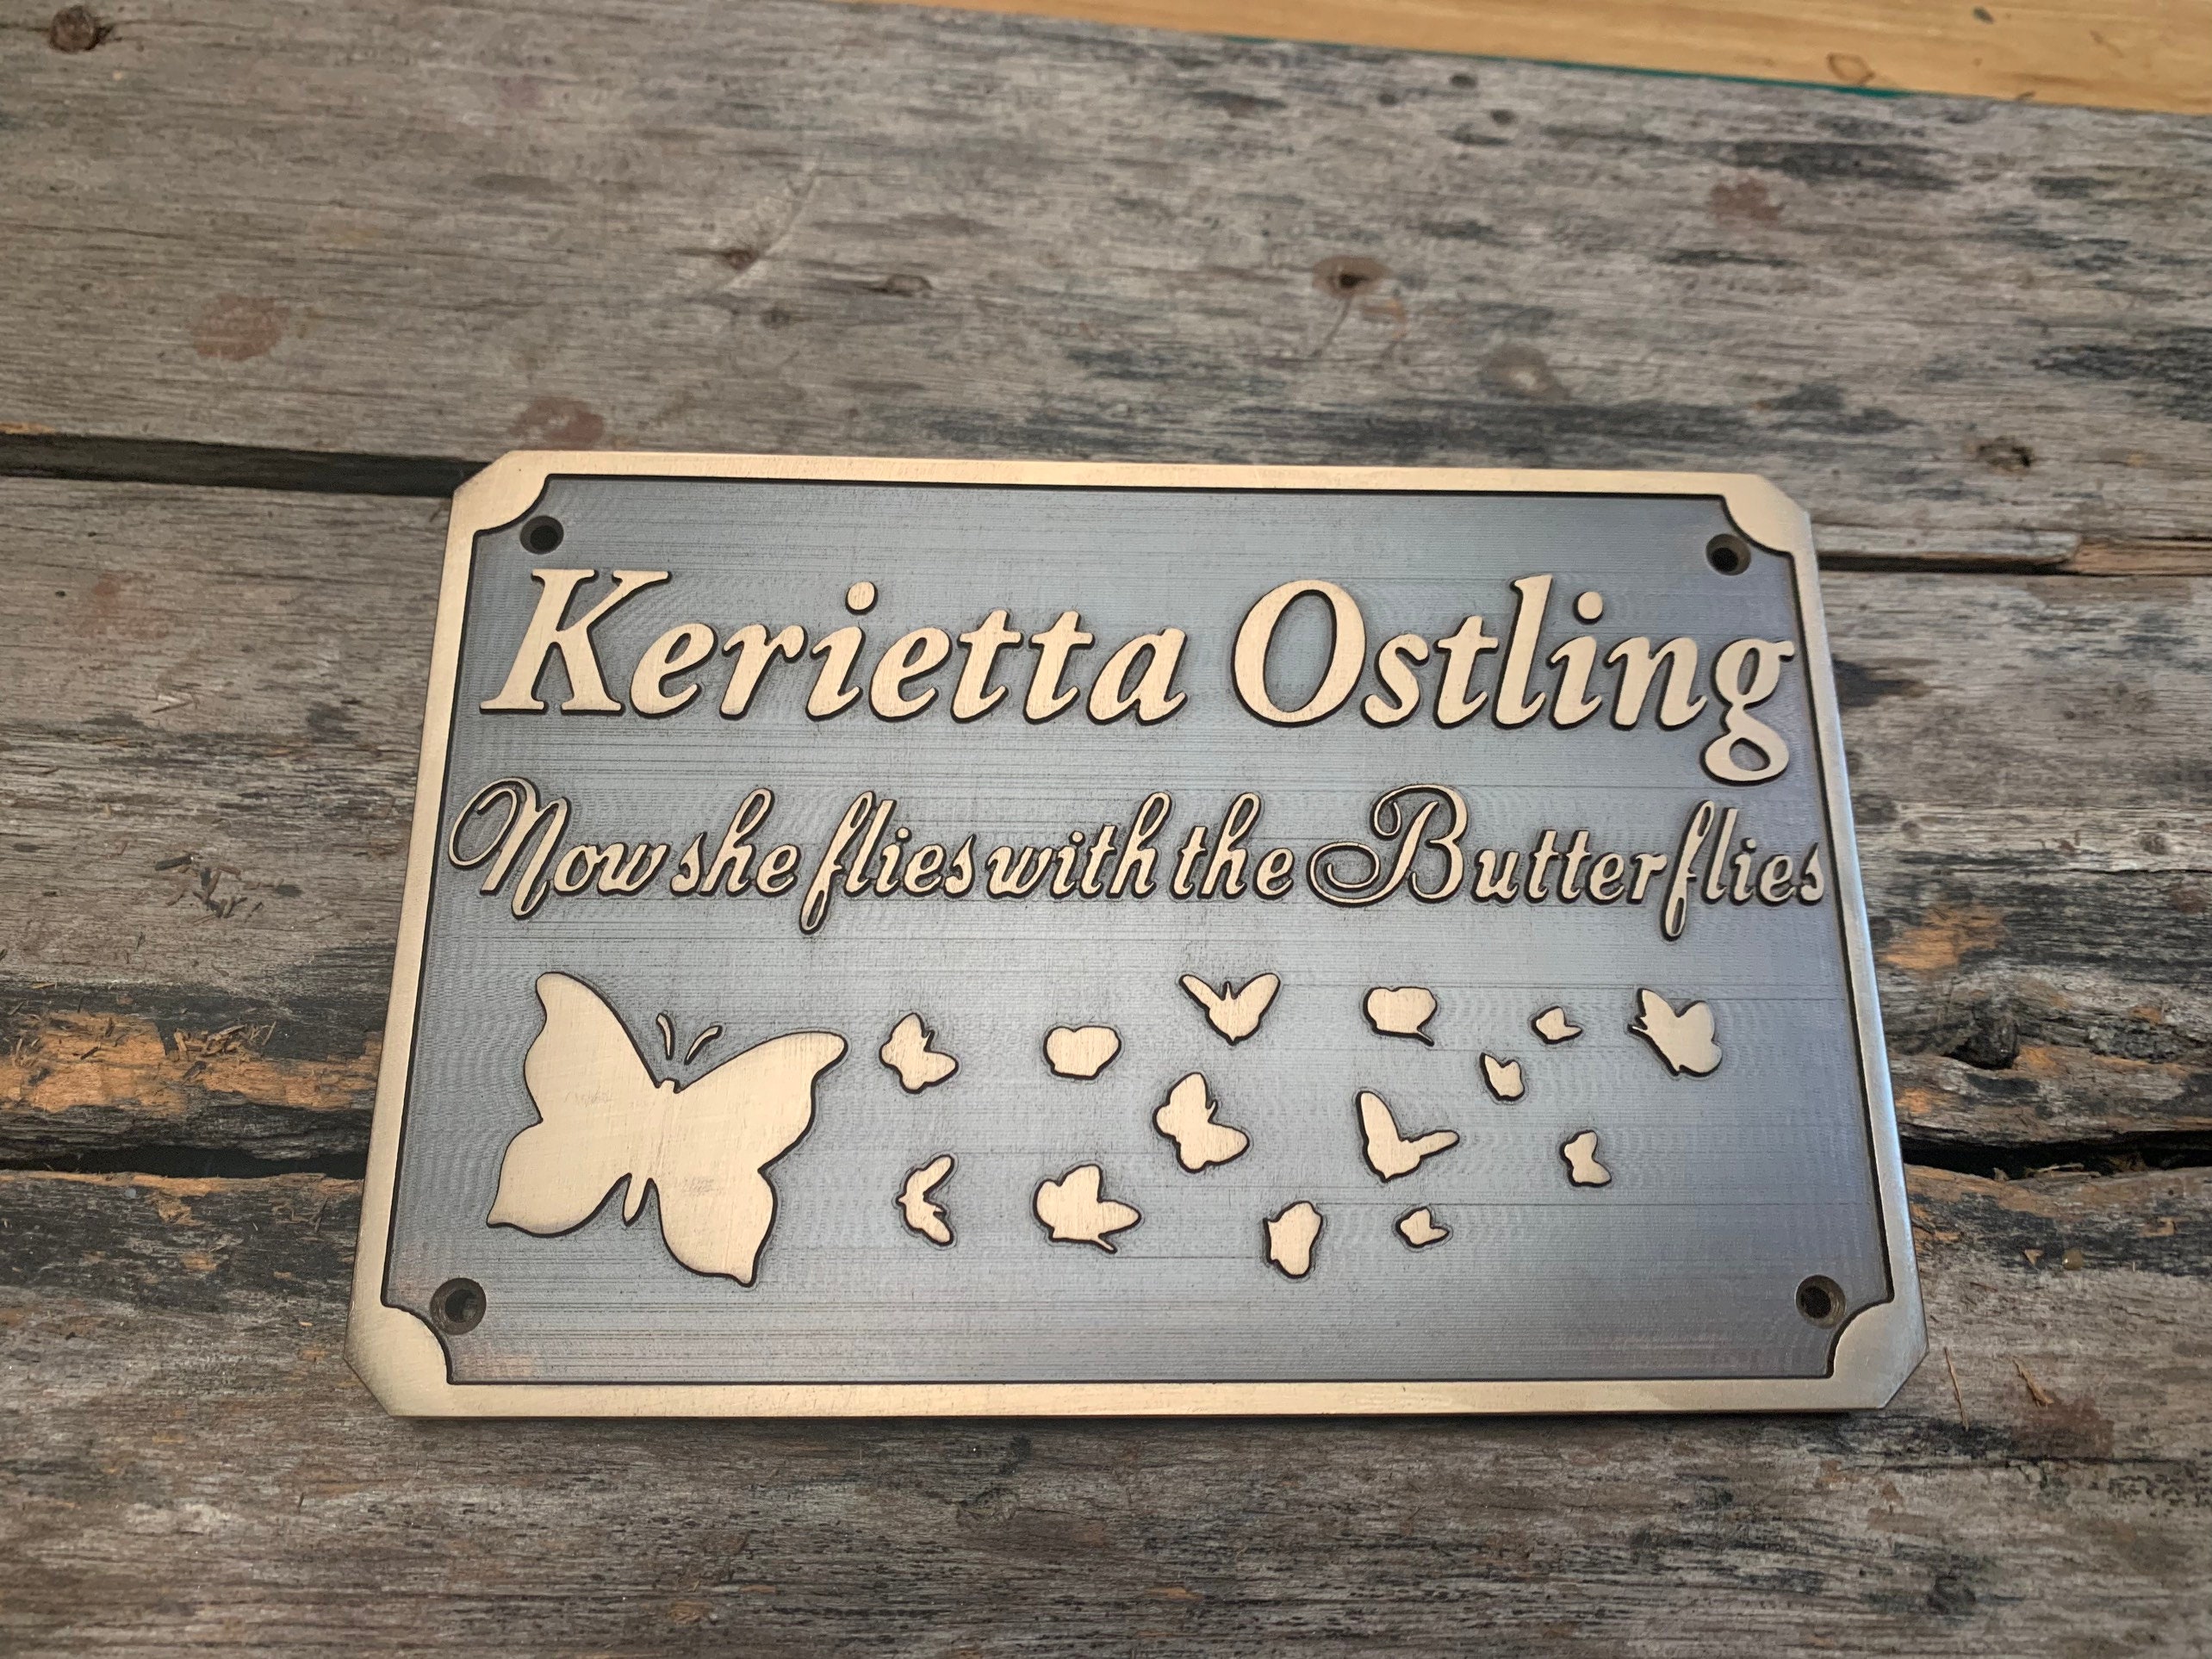 Kerietta Ostling
Now she flies with the Butterflies